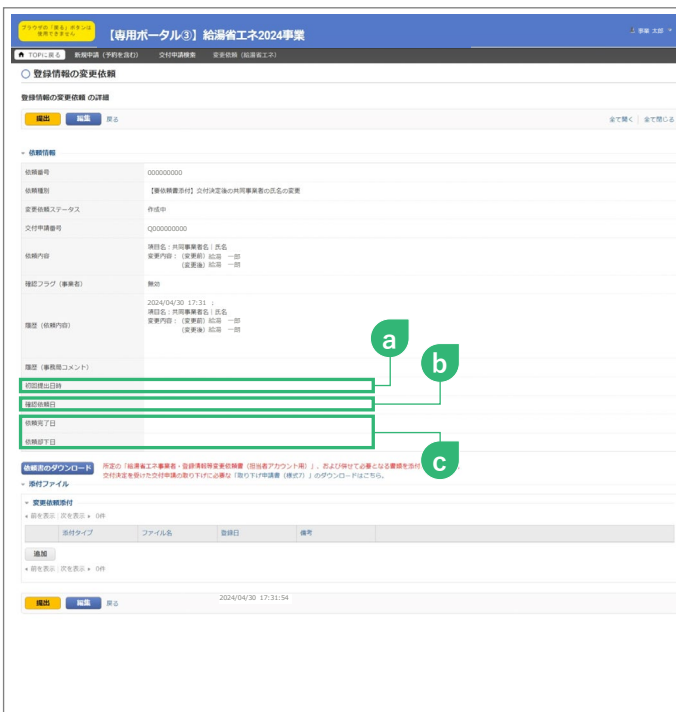 ブラウザの「戻る」ボタンは
使用できません
【専用ポータル③】給湯省エネ2024事業
事業 太郎
TOPに戻る 新規申請(予約を含む) 交付申請検索 変更依頼(給湯省エネ)
登録情報の変更依頼
登録情報の変更依頼 の詳細
提出 編集 戻る 全て開く 全て閉じる
依頼情報
依頼番号 000000000
依頼種別 【要依頼書添付】交付決定後の共同事業者の氏名の変更
変更依頼ステータス 作成中
交付申請番号 Q000000000
依頼内容
項目名:共同事業者名|氏名
変更内容:(変更前)給湯 一郎
(変更後)給湯 一朗
確認フラグ(事業者) 無効
履歴(依頼内容)
2024/04/30 17:31 :
項目名:共同事業者名|氏名
変更内容:(変更前)給湯 一郎
(変更後)給湯 一朗
履歴(事務局コメント)
初回提出日時
a
確認依頼日
b
依頼完了日
依頼却下日
c
依頼書のダウンロード 所定の「給湯省エネ事業者・登録情報等変更依頼書(担当者アカウント用)」、および併せて必要となる書類を添付
交付決定を受けた交付申請の取り下げに必要な「取り下げ申請書(様式7)」のダウンロードはこちら。
添付ファイル
変更依頼添付
前を表示 次を表示 0件
添付タイプ ファイル名 登録日 備考
追加
前を表示 次を表示 0件
提出 編集 戻る 2024/04/30 17:31:54